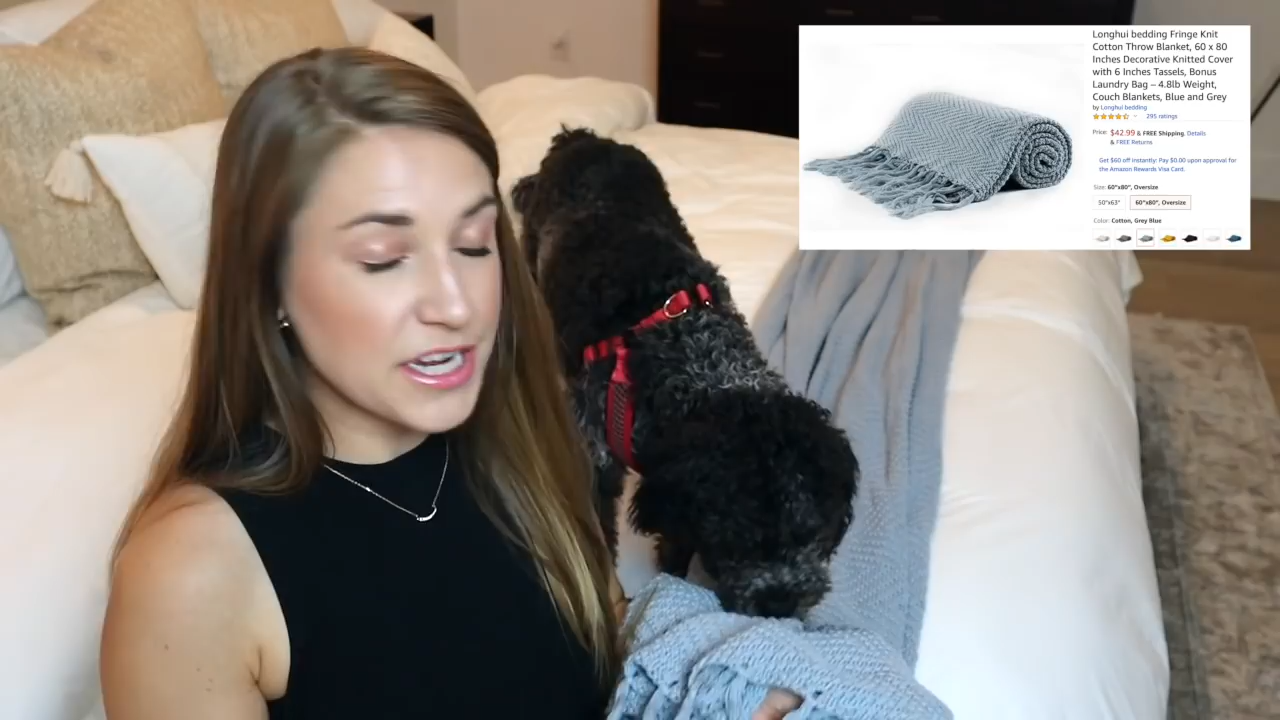 Longhui bedding Fringe Knit
Cotton Throw Blanket, 60 x 80
Inches Decorative Knitted Cover
with 6 Inches Tassels, Bonus
Laundry Bag – 4.8lb Weight,
Couch Blankets, Blue and Grey
by Longhui bedding
295 ratings
Price: $42.99 & FREE Shipping. Details
& FREE Returns
Get $60 off instantly: Pay $0.00 upon approval for
the Amazon Rewards Visa Card.
Size: 60"x80", Oversize
50"x63" 60"x80", Oversize
Color: Cotton, Grey Blue